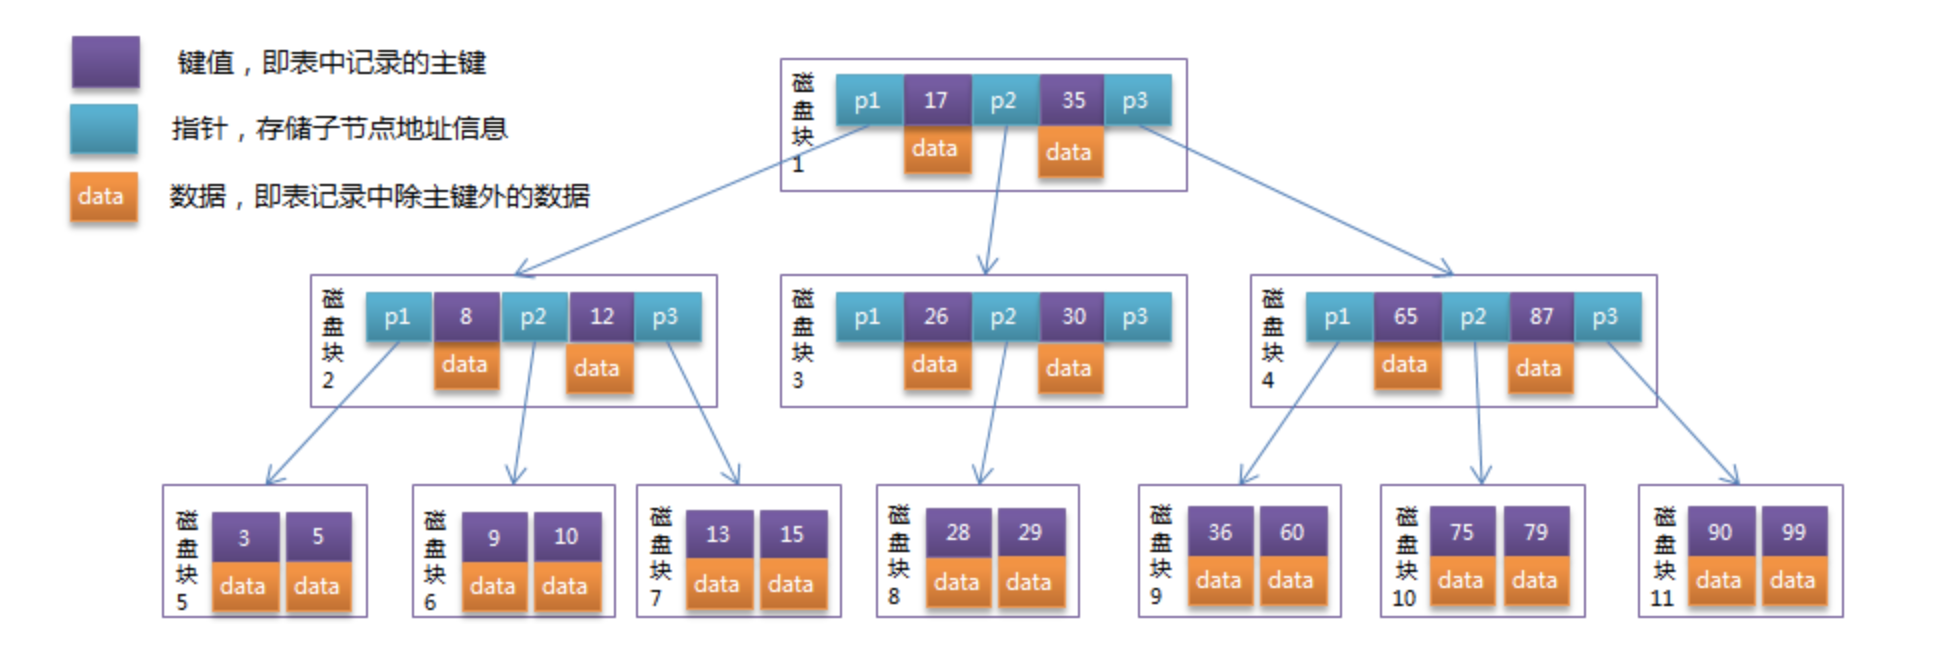 键值，即表中记录的主键
指针，存储子节点地址信息
data 数据，即表记录中除主键外的数据
磁盘块1
p1 17 p2 35 p3
data data
磁盘块2
p1 8 p2 12 p3
data data
磁盘块3
p1 26 p2 30 p3
data data
磁盘块4
p1 65 p2 87 p3
data data
磁盘块5
3 5
data data
磁盘块6
9 10
data data
磁盘块7
13 15
data data
磁盘块8
28 29
data data
磁盘块9
36 60
data data
磁盘块10
75 79
data data
磁盘块11
90 99
data data